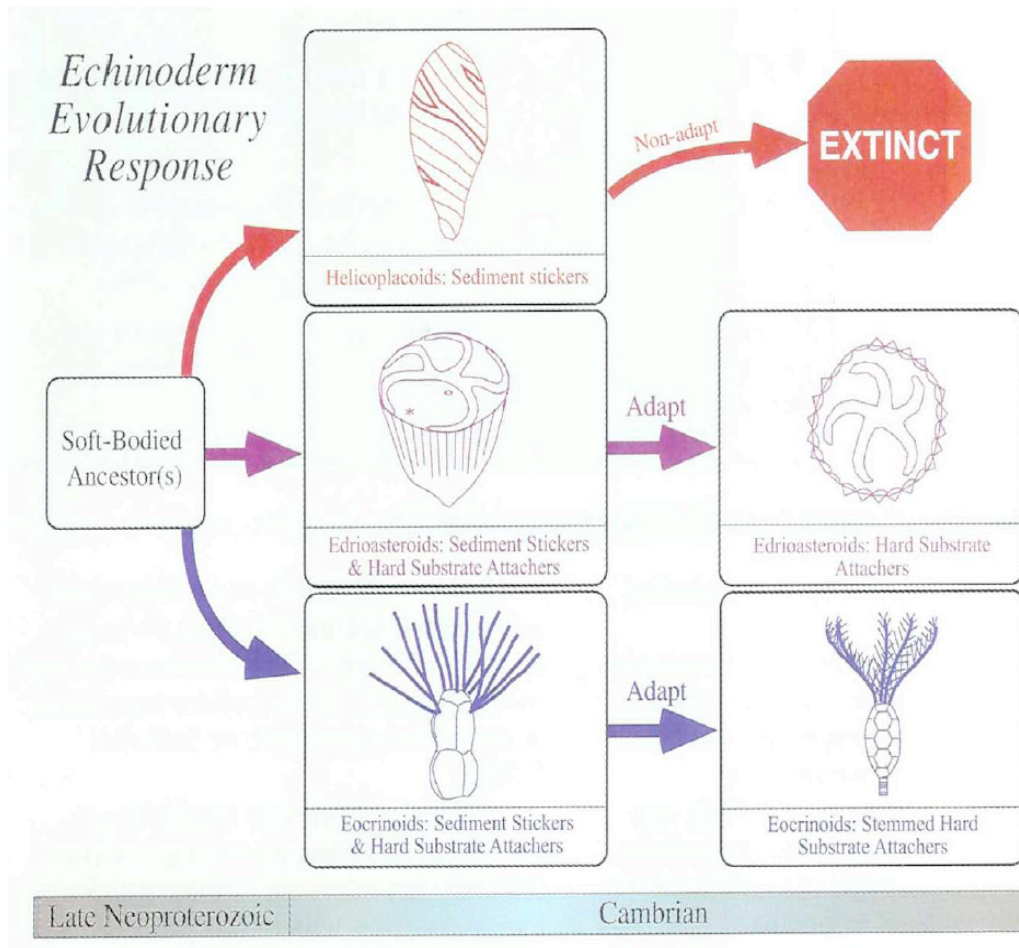 Echinoderm
Evolutionary
Response
Non-adapt
EXTINCT
Helicoplacoids: Sediment stickers
Soft-Bodied
Ancestor(s)
Adapt
Edrioasteroids: Sediment Stickers
& Hard Substrate Attachers
Edrioasteroids: Hard Substrate
Attachers
Adapt
Eocrinoids: Sediment Stickers
& Hard Substrate Attachers
Eocrinoids: Stemmed Hard
Substrate Attachers
Late Neoproterozoic
Cambrian